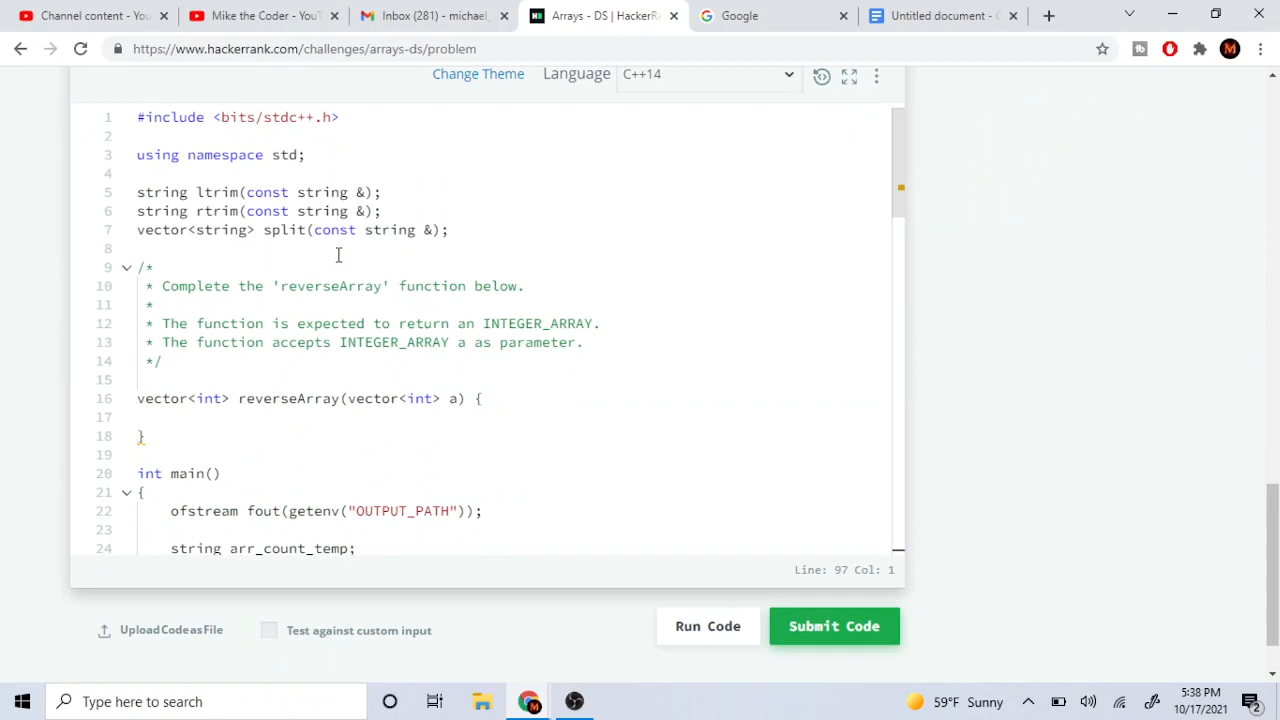 Channel content - YouT
Mike the - YouT
Inbox (281) - michael_
Arrays - DS | HackerRa
Google
Untitled document - G
https://www.hackerrank.com/challenges/arrays-ds/problem
Change Theme Language C++14
1 #include <bits/stdc++.h>
2
3 using namespace std;
4
5 string ltrim(const string &);
6 string rtrim(const string &);
7 vector<string> split(const string &);
8
9 /*
10 * Complete the 'reverseArray' function below.
11 *
12 * The function is expected to return an INTEGER_ARRAY.
13 * The function accepts INTEGER_ARRAY a as parameter.
14 */
15
16 vector<int> reverseArray(vector<int> a) {
17
18 }
19
20 int main()
21 {
22 ofstream fout(getenv("OUTPUT_PATH"));
23
24 string arr_count_temp;
Line: 97 Col: 1
Upload Code as File
Test against custom input
Run Code
Submit Code
Type here to search
59°F Sunny
5:38 PM
10/17/2021
2